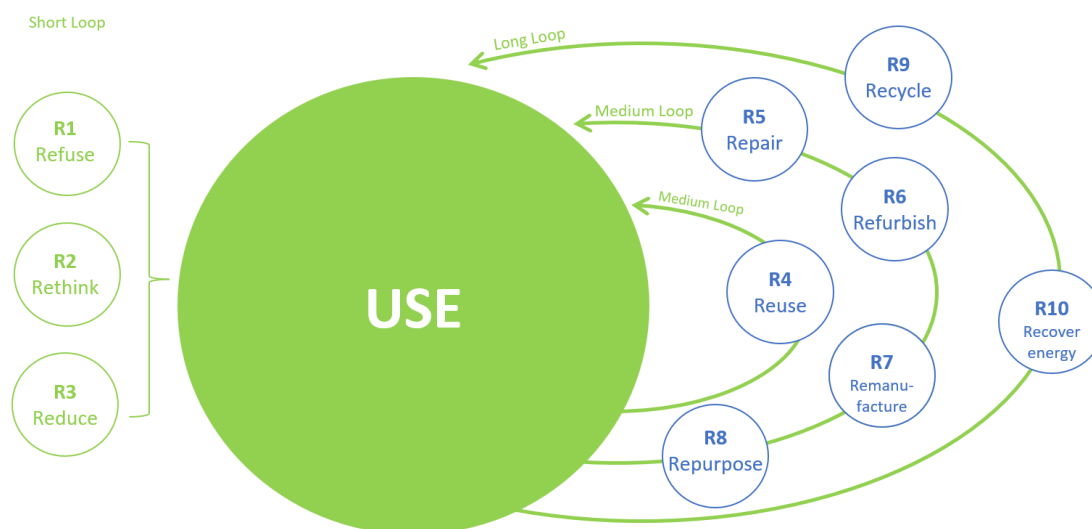 Short Loop
R1
Refuse
R2
Rethink
R3
Reduce
USE
Long Loop
Medium Loop
Medium Loop
R9
Recycle
R5
Repair
R6
Refurbish
R4
Reuse
R10
Recover
energy
R7
Remanu-
facture
R8
Repurpose